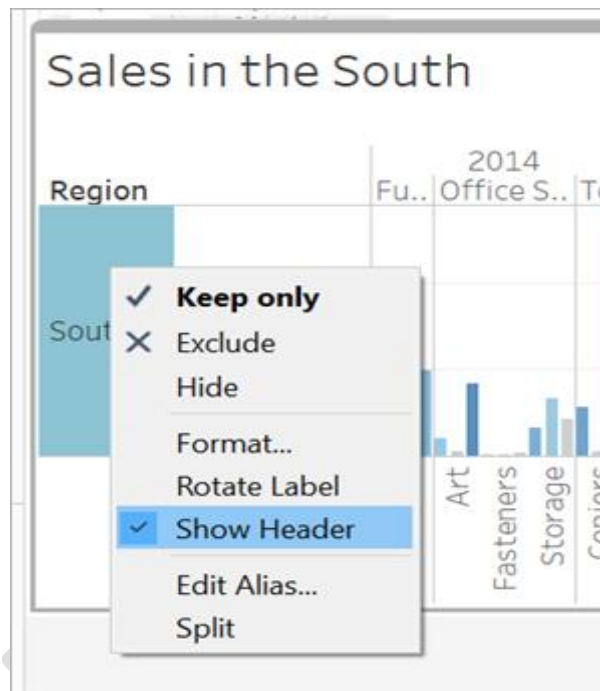 Sales in the South
2014
Region
Fu.. Office S.. T
Sout
Keep only
Exclude
Hide
Format...
Rotate Label
Show Header
Edit Alias...
Split
Art
Fasteners
Storage
Copiers